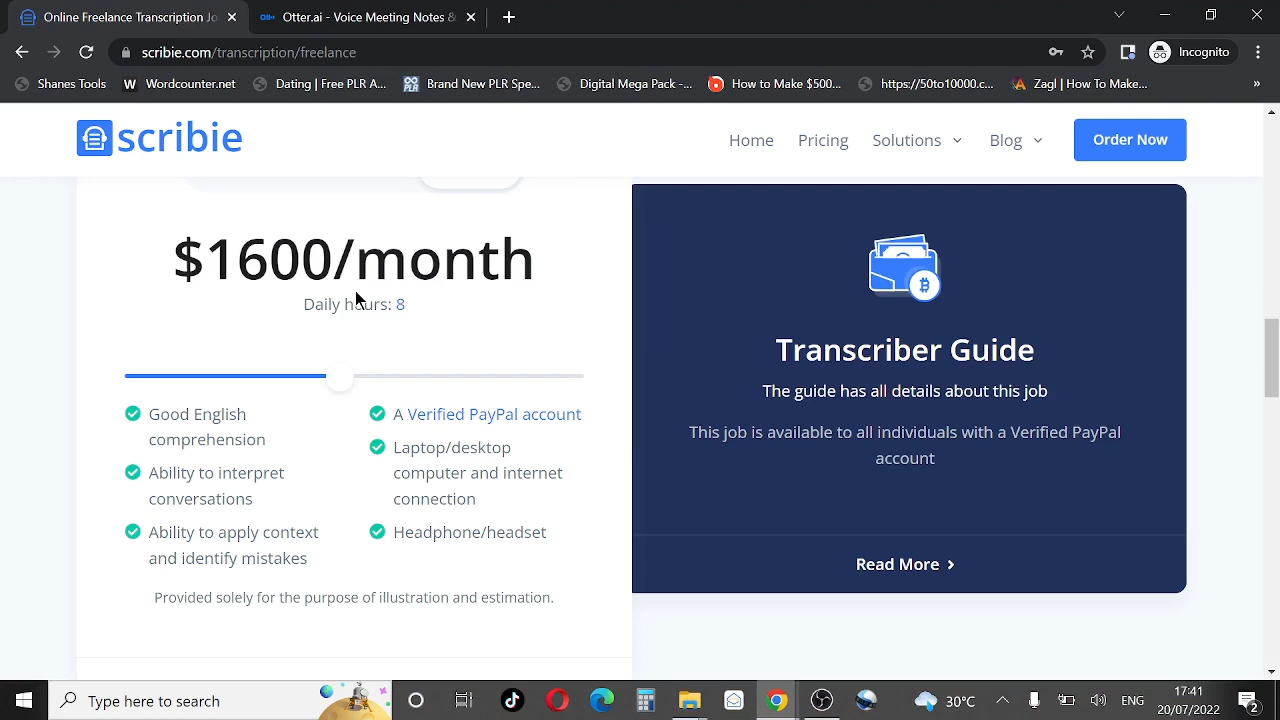 Online Freelance Transcription Jo
Otter.ai - Voice Meeting Notes &
scribie.com/transcription/freelance
Incognito
Shanes Tools
W Wordcounter.net
Dating | Free PLR A...
Brand New PLR Spe...
Digital Mega Pack -...
How to Make $500...
https://50to10000.c...
Zagl | How To Make...
»
scribie
Home
Pricing
Solutions
Blog
Order Now
$1600/month
Daily hours: 8
Good English
comprehension
Ability to interpret
conversations
Ability to apply context
and identify mistakes
A Verified PayPal account
Laptop/desktop
computer and internet
connection
Headphone/headset
Provided solely for the purpose of illustration and estimation.
Transcriber Guide
The guide has all details about this job
This job is available to all individuals with a Verified PayPal
account
Read More
Type here to search
30°C
ENG
17:41
20/07/2022
2